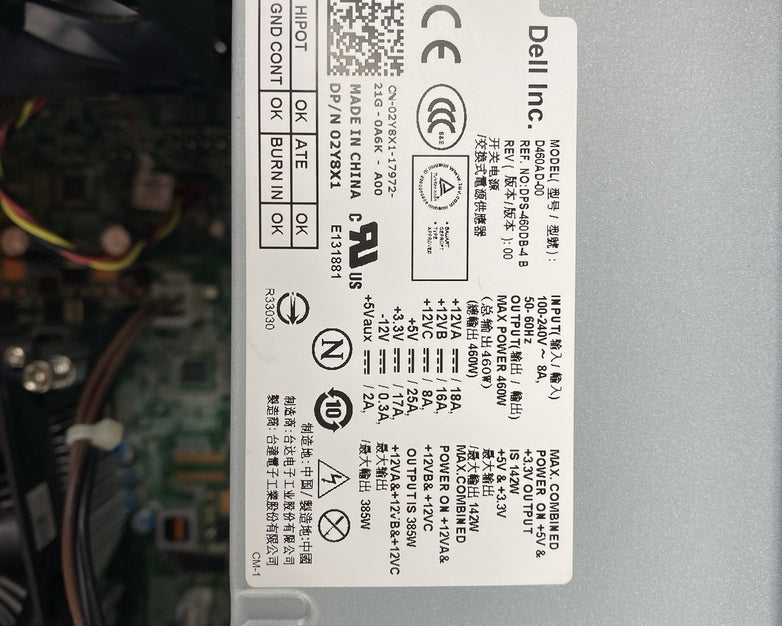 Dell Inc.
MODEL(型号/型號):
D460AD-00
REF. NO:DPS-460DB-4 B
REV(版本/版本):00
开关电源
/交換式電源供應器
INPUT(输入/輸入)
100-240V～ 8A,
50-60Hz
OUTPUT(输出/輸出)
MAX POWER 460W
(总输出460W)
(總輸出460W)
+12VA ⎓ / 18A,
+12VB ⎓ / 16A,
+12VC ⎓ / 8A,
+5V ⎓ / 25A,
+3.3V ⎓ / 17A,
-12V ⎓ / 0.3A,
+5Vaux ⎓ / 2A,
MAX. COMBINED
POWER ON +5V &
+3.3V OUTPUT
IS 142W
+5V & +3.3V
最大输出
/最大輸出 142W
MAX.COMBINED
POWER ON +12VA&
+12VB& +12VC
OUTPUT IS 385W
+12VA&+12VB&+12VC
最大输出
/最大輸出 385W
CE
CCC
S&E
BAUART
GEPRÜFT
TYPE
APPROVED
CN-02Y8X1-17972-
21G-0A6K - A00
MADE IN CHINA
DP/N 02Y8X1
c RU US
E131881
HIPOT OK ATE OK
GND CONT OK BURN IN OK
R33030
N
10
制造地:中国/製造地:中國
制造商:台达电子工业股份有限公司
製造商:台達電子工業股份有限公司
CM-1